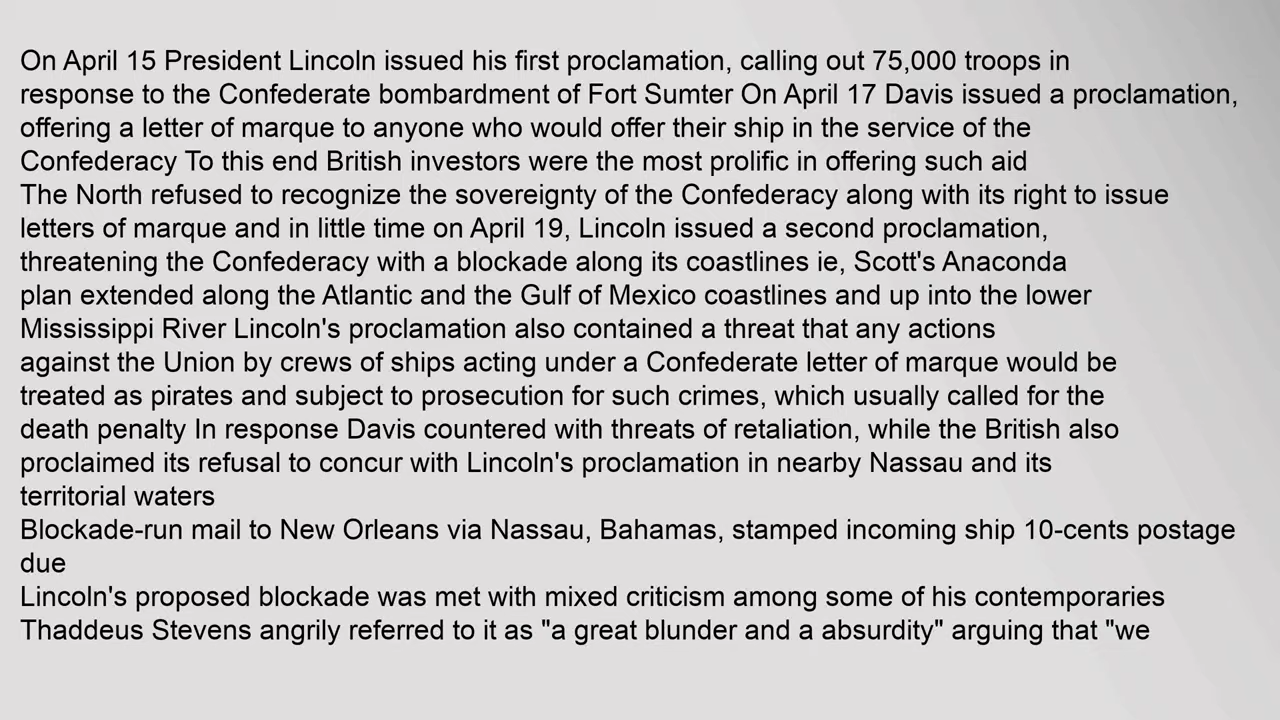 On April 15 President Lincoln issued his first proclamation, calling out 75,000 troops in
response to the Confederate bombardment of Fort Sumter On April 17 Davis issued a proclamation,
offering a letter of marque to anyone who would offer their ship in the service of the
Confederacy To this end British investors were the most prolific in offering such aid
The North refused to recognize the sovereignty of the Confederacy along with its right to issue
letters of marque and in little time on April 19, Lincoln issued a second proclamation,
threatening the Confederacy with a blockade along its coastlines ie, Scott's Anaconda
plan extended along the Atlantic and the Gulf of Mexico coastlines and up into the lower
Mississippi River Lincoln's proclamation also contained a threat that any actions
against the Union by crews of ships acting under a Confederate letter of marque would be
treated as pirates and subject to prosecution for such crimes, which usually called for the
death penalty In response Davis countered with threats of retaliation, while the British also
proclaimed its refusal to concur with Lincoln's proclamation in nearby Nassau and its
territorial waters
Blockade-run mail to New Orleans via Nassau, Bahamas, stamped incoming ship 10-cents postage
due
Lincoln's proposed blockade was met with mixed criticism among some of his contemporaries
Thaddeus Stevens angrily referred to it as "a great blunder and a absurdity" arguing that "we